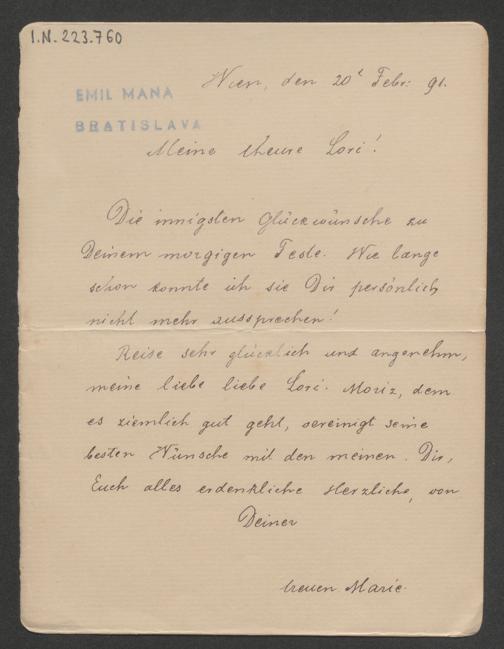 I.N. 223.760
Wien, den 20t Febr. 91.
EMIL MANA
BRATISLAVA
Meine theure Lori!
Die innigsten Glückwünsche zu
Deinem morgigen Feste. Wie lange
schon konnte ich sie Dir persönlich
nicht mehr aussprechen!
Reise sehr glücklich und angenehm,
meine liebe liebe Lori. Moriz, dem
es ziemlich gut geht, vereinigt seine
besten Wünsche mit den meinen. Dir,
Euch alles erdenkliche Herzliche, von
Deiner
treuen Marie.